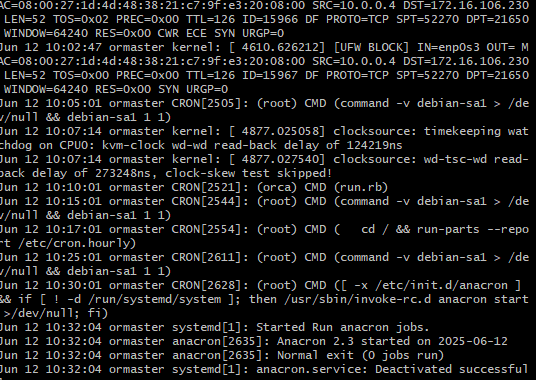 AC=08:00:27:1d:4d:48:38:21:c7:9f:e3:20:08:00 SRC=10.0.0.4 DST=172.16.106.230
 LEN=52 TOS=0x02 PREC=0x00 TTL=126 ID=15966 DF PROTO=TCP SPT=52270 DPT=21650
 WINDOW=64240 RES=0x00 CWR ECE SYN URGP=0
Jun 12 10:02:47 ormaster kernel: [ 4610.626212] [UFW BLOCK] IN=enp0s3 OUT= M
AC=08:00:27:1d:4d:48:38:21:c7:9f:e3:20:08:00 SRC=10.0.0.4 DST=172.16.106.230
 LEN=52 TOS=0x00 PREC=0x00 TTL=126 ID=15967 DF PROTO=TCP SPT=52270 DPT=21650
 WINDOW=64240 RES=0x00 SYN URGP=0
Jun 12 10:05:01 ormaster CRON[2505]: (root) CMD (command -v debian-sa1 > /de
v/null && debian-sa1 1 1)
Jun 12 10:07:14 ormaster kernel: [ 4877.025058] clocksource: timekeeping wat
chdog on CPU0: kvm-clock wd-wd read-back delay of 124219ns
Jun 12 10:07:14 ormaster kernel: [ 4877.027540] clocksource: wd-tsc-wd read-
back delay of 273248ns, clock-skew test skipped!
Jun 12 10:10:01 ormaster CRON[2521]: (orca) CMD (run.rb)
Jun 12 10:15:01 ormaster CRON[2544]: (root) CMD (command -v debian-sa1 > /de
v/null && debian-sa1 1 1)
Jun 12 10:17:01 ormaster CRON[2554]: (root) CMD (   cd / && run-parts --repo
rt /etc/cron.hourly)
Jun 12 10:25:01 ormaster CRON[2611]: (root) CMD (command -v debian-sa1 > /de
v/null && debian-sa1 1 1)
Jun 12 10:30:01 ormaster CRON[2628]: (root) CMD ([ -x /etc/init.d/anacron ]
&& if [ ! -d /run/systemd/system ]; then /usr/sbin/invoke-rc.d anacron start
 >/dev/null; fi)
Jun 12 10:32:04 ormaster systemd[1]: Started Run anacron jobs.
Jun 12 10:32:04 ormaster anacron[2635]: Anacron 2.3 started on 2025-06-12
Jun 12 10:32:04 ormaster anacron[2635]: Normal exit (0 jobs run)
Jun 12 10:32:04 ormaster systemd[1]: anacron.service: Deactivated successful